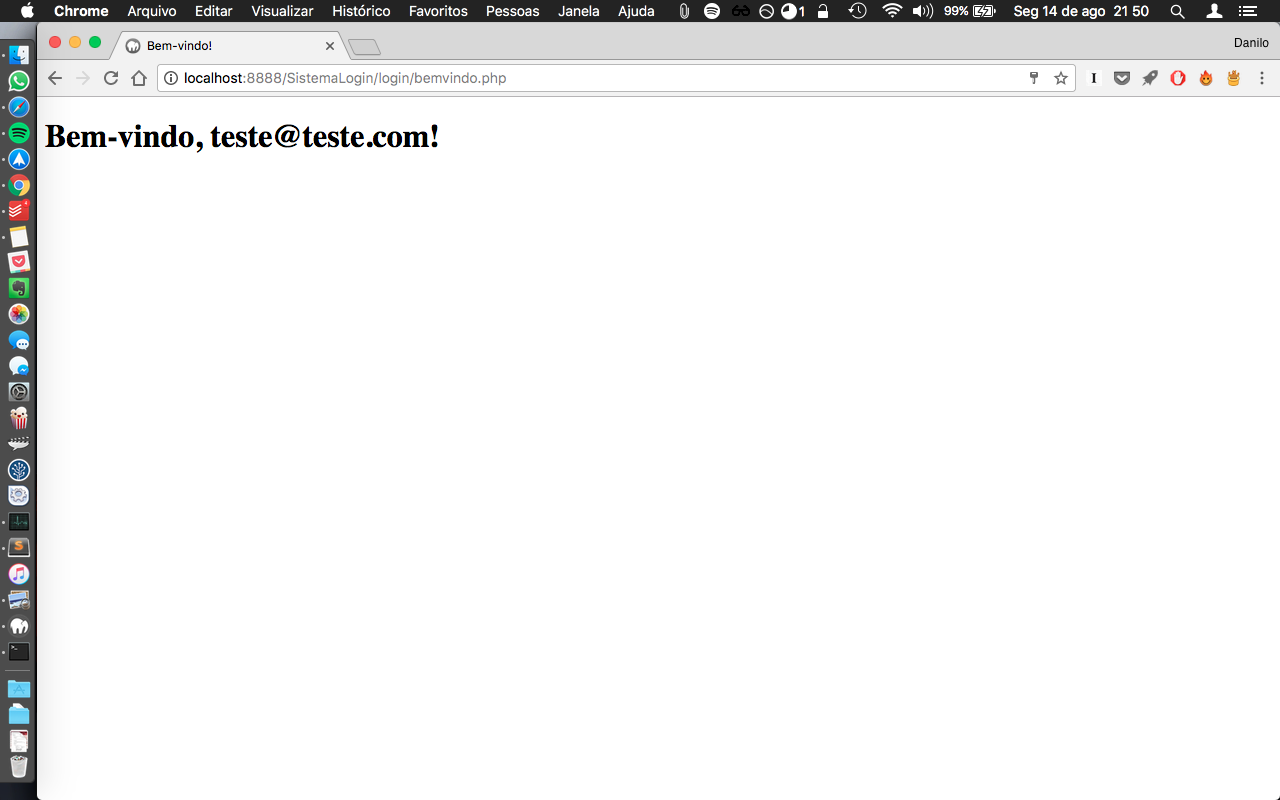 Chrome Arquivo Editar Visualizar Histórico Favoritos Pessoas Janela Ajuda 1 99% Seg 14 de ago 21 50
Bem-vindo! Danilo
localhost:8888/SistemaLogin/login/bemvindo.php
Bem-vindo, teste@teste.com!